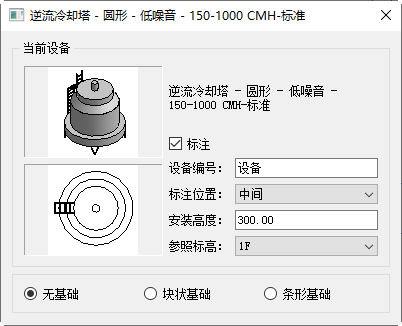 逆流冷却塔 - 圆形 - 低噪音 - 150-1000 CMH-标准
当前设备
逆流冷却塔 - 圆形 - 低噪音 -
150-1000 CMH-标准
标注
设备编号： 设备
标注位置： 中间
安装高度： 300.00
参照标高： 1F
无基础 块状基础 条形基础